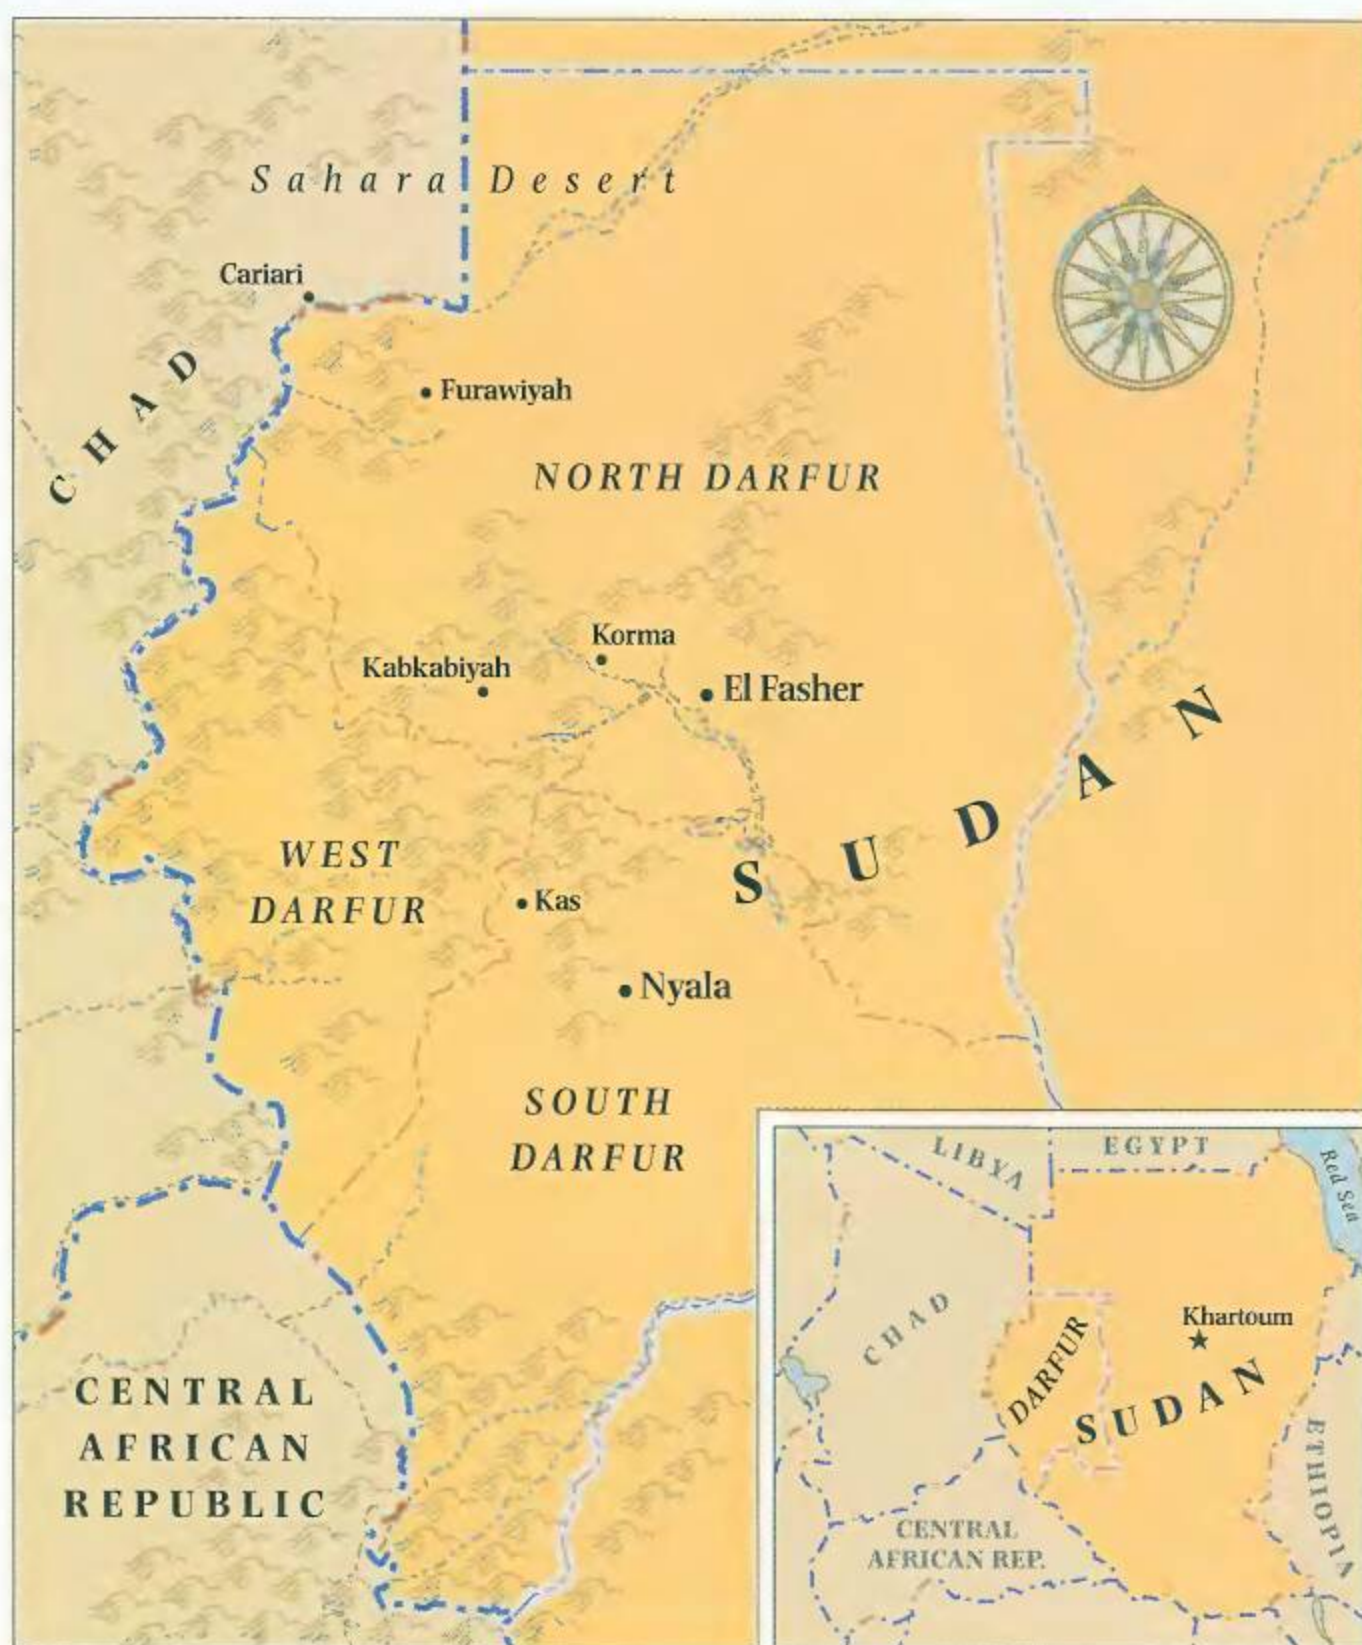 Sahara Desert
Cariari
CHAD
Furawiyah
NORTH DARFUR
Korma
Kabkabiyah
El Fasher
SUDAN
WEST
DARFUR
Kas
Nyala
SOUTH
DARFUR
CENTRAL
AFRICAN
REPUBLIC
LIBYA
EGYPT
Red Sea
CHAD
Khartoum
DARFUR
SUDAN
ETHIOPIA
CENTRAL
AFRICAN REP.